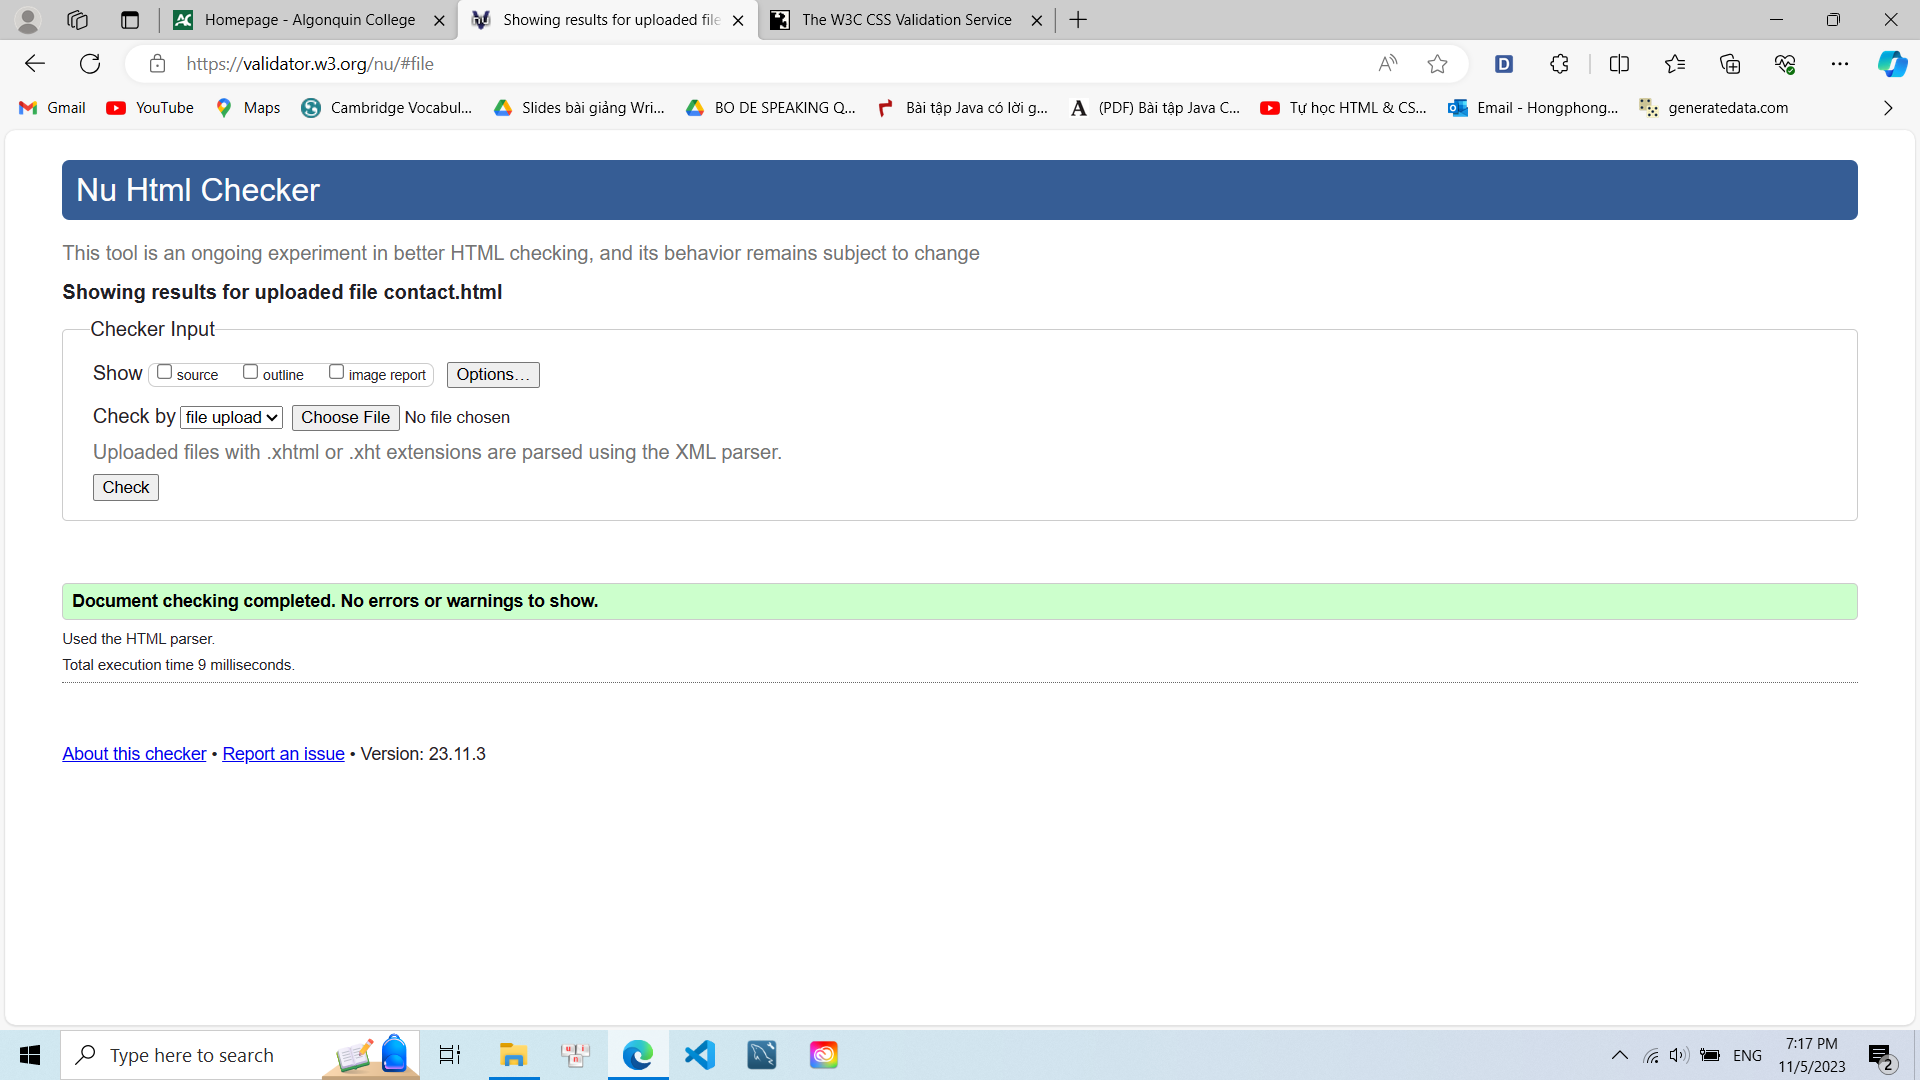 Homepage - Algonquin College
Showing results for uploaded file
The W3C CSS Validation Service
https://validator.w3.org/nu/#file
Gmail
YouTube
Maps
Cambridge Vocabul...
Slides bài giảng Wri...
BO DE SPEAKING Q...
Bài tập Java có lời g...
(PDF) Bài tập Java C...
Tự học HTML & CS...
Email - Hongphong...
generatedata.com
Nu Html Checker
This tool is an ongoing experiment in better HTML checking, and its behavior remains subject to change
Showing results for uploaded file contact.html
Checker Input
Show source outline image report Options...
Check by file upload Choose File No file chosen
Uploaded files with .xhtml or .xht extensions are parsed using the XML parser.
Check
Document checking completed. No errors or warnings to show.
Used the HTML parser.
Total execution time 9 milliseconds.
About this checker • Report an issue • Version: 23.11.3
Type here to search
ENG
7:17 PM
11/5/2023
2